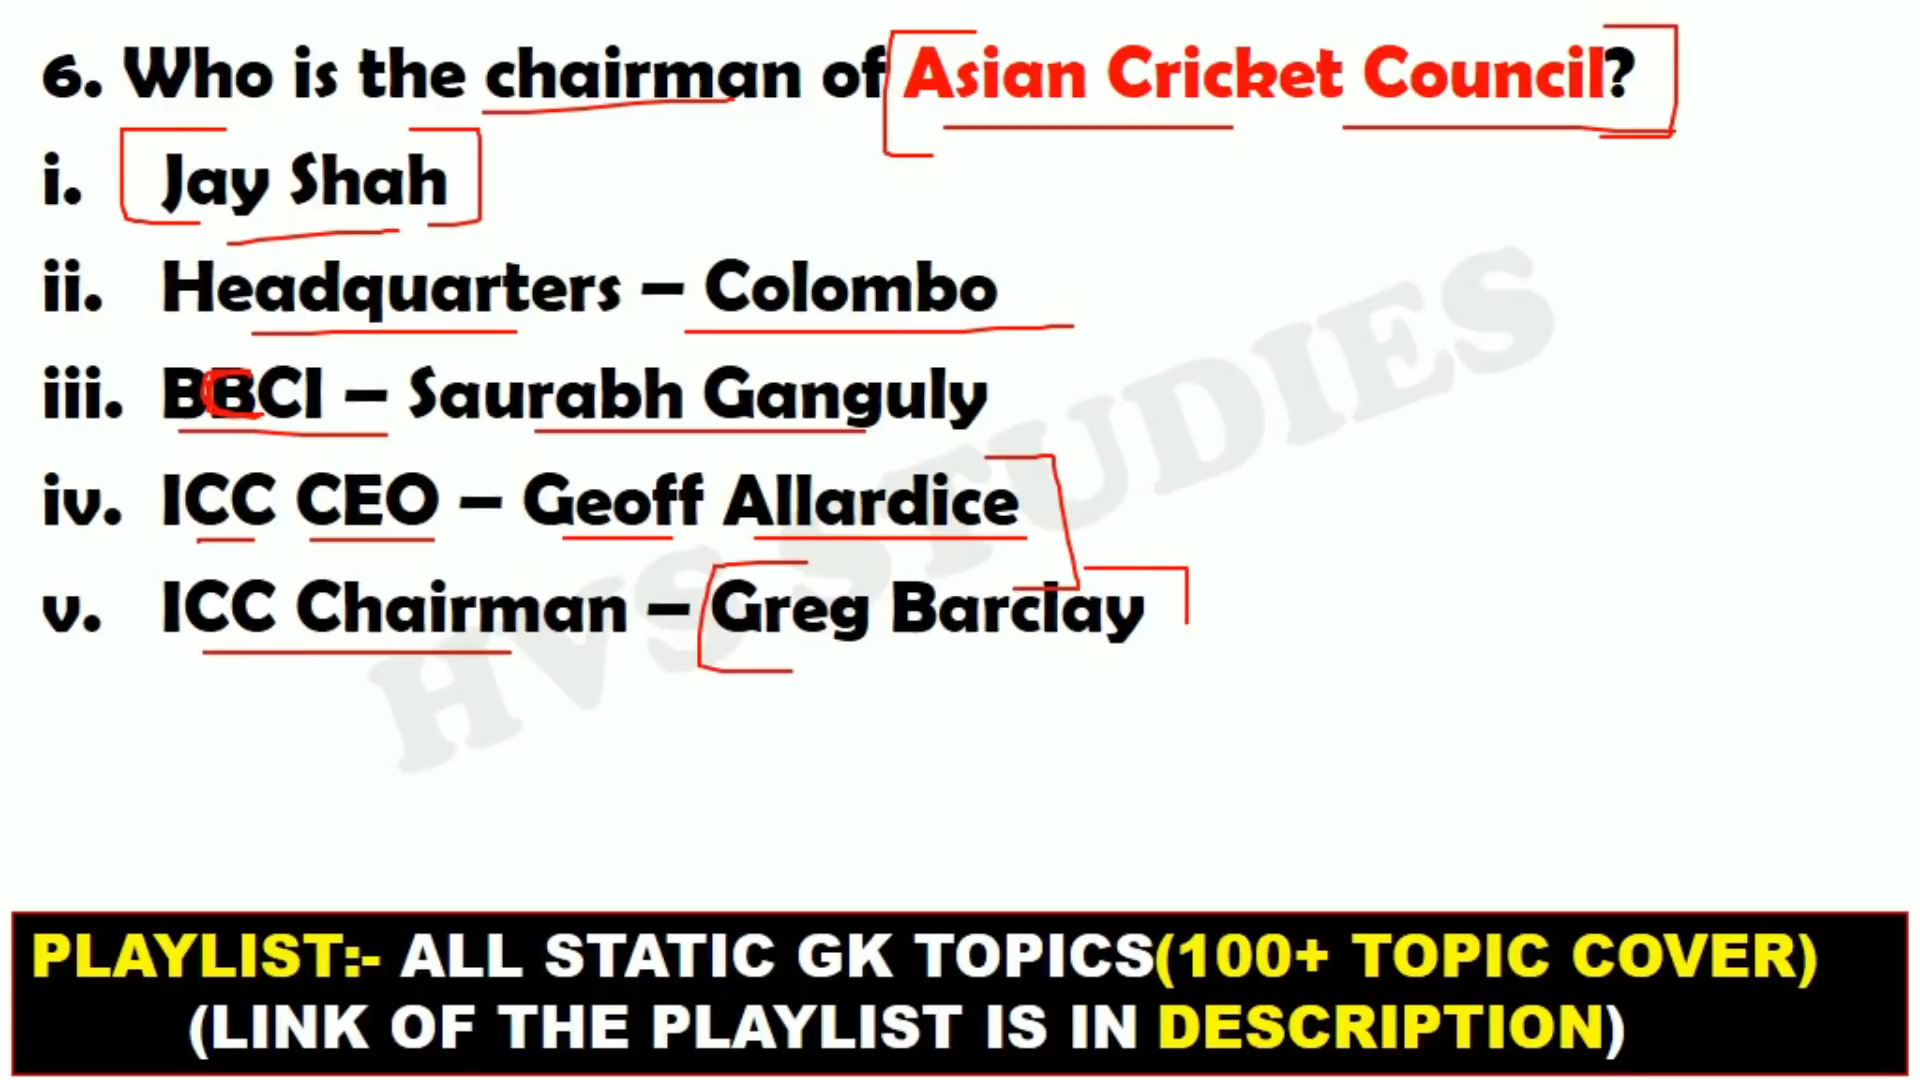 6. Who is the chairman of Asian Cricket Council?
i. Jay Shah
ii. Headquarters – Colombo
iii. BBCI – Saurabh Ganguly
iv. ICC CEO – Geoff Allardice
v. ICC Chairman – Greg Barclay
HVS STUDIES
PLAYLIST:- ALL STATIC GK TOPICS(100+ TOPIC COVER)
(LINK OF THE PLAYLIST IS IN DESCRIPTION)